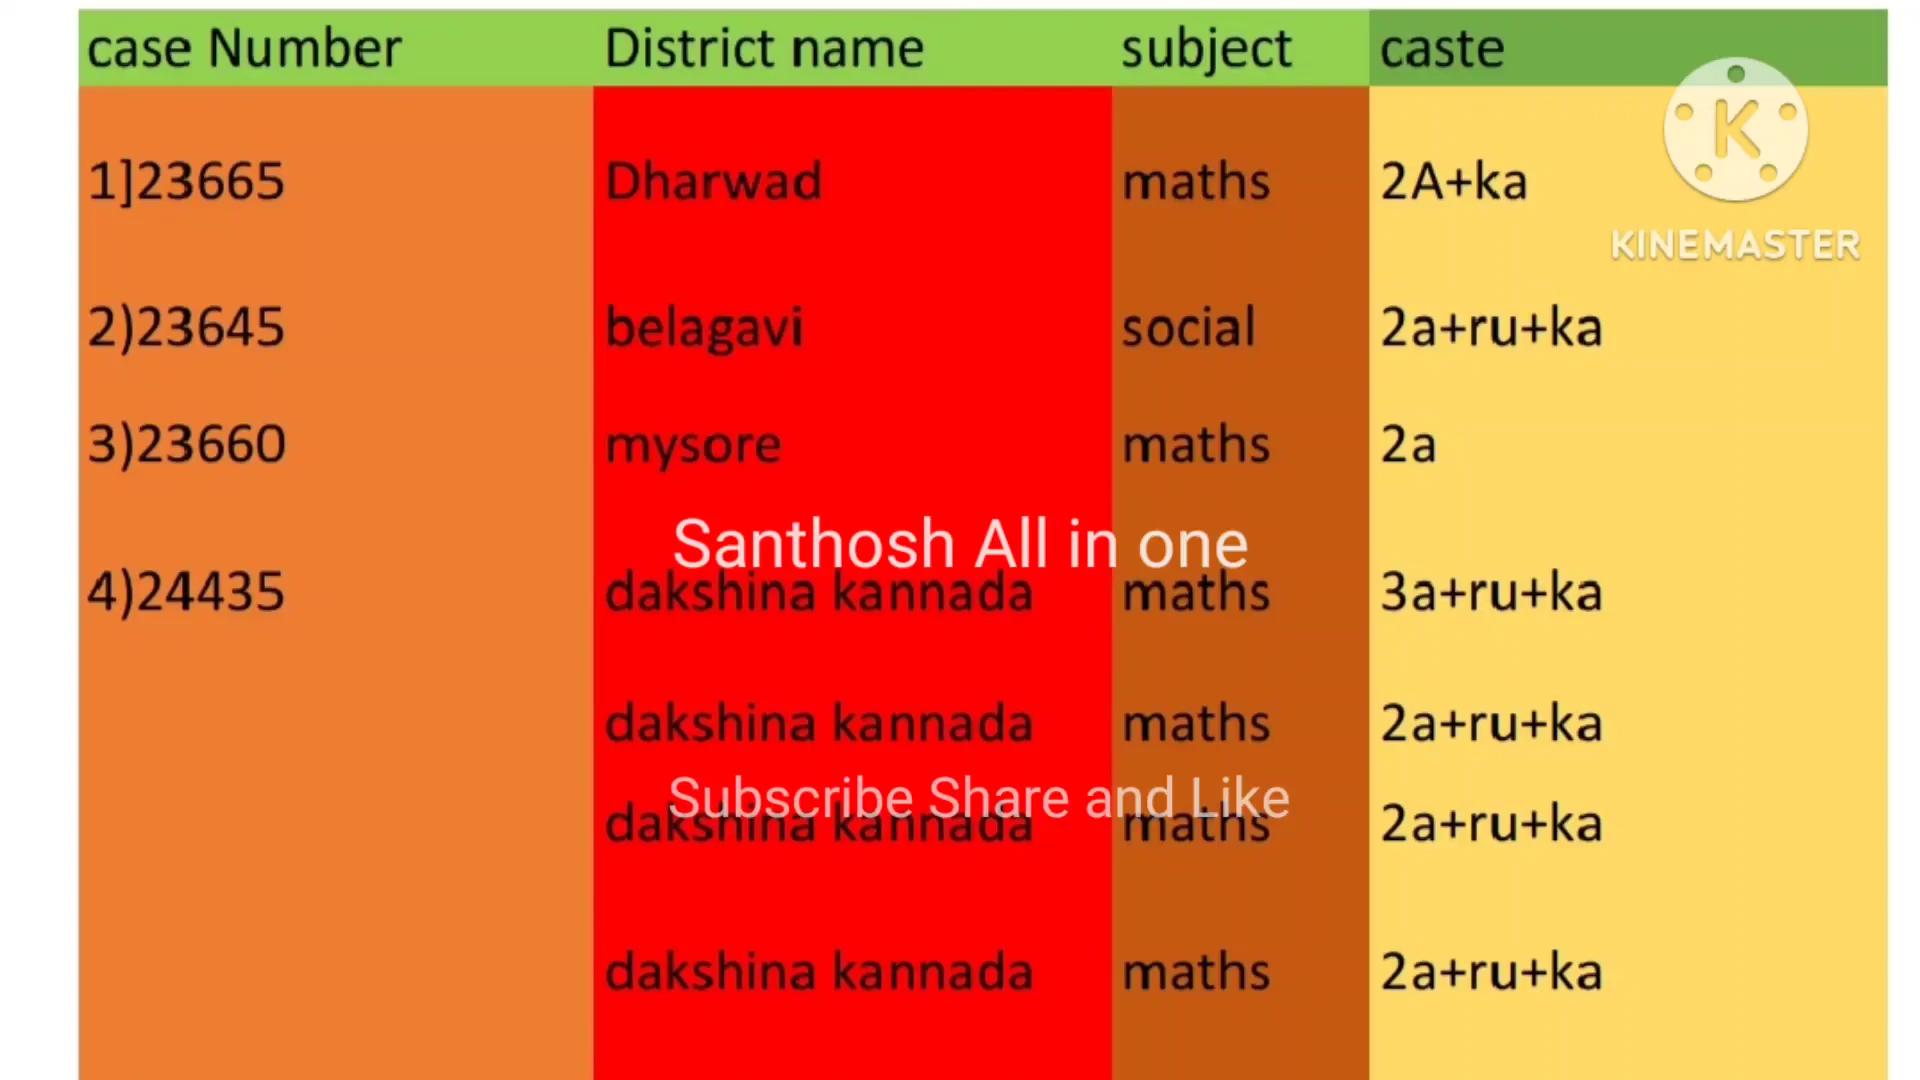 case Number District name subject caste
1]23665 Dharwad maths 2A+ka
K
KINEMASTER
2)23645 belagavi social 2a+ru+ka
3)23660 mysore maths 2a
Santhosh All in one
4)24435 dakshina kannada maths 3a+ru+ka
dakshina kannada maths 2a+ru+ka
Subscribe Share and Like
dakshina kannada maths 2a+ru+ka
dakshina kannada maths 2a+ru+ka